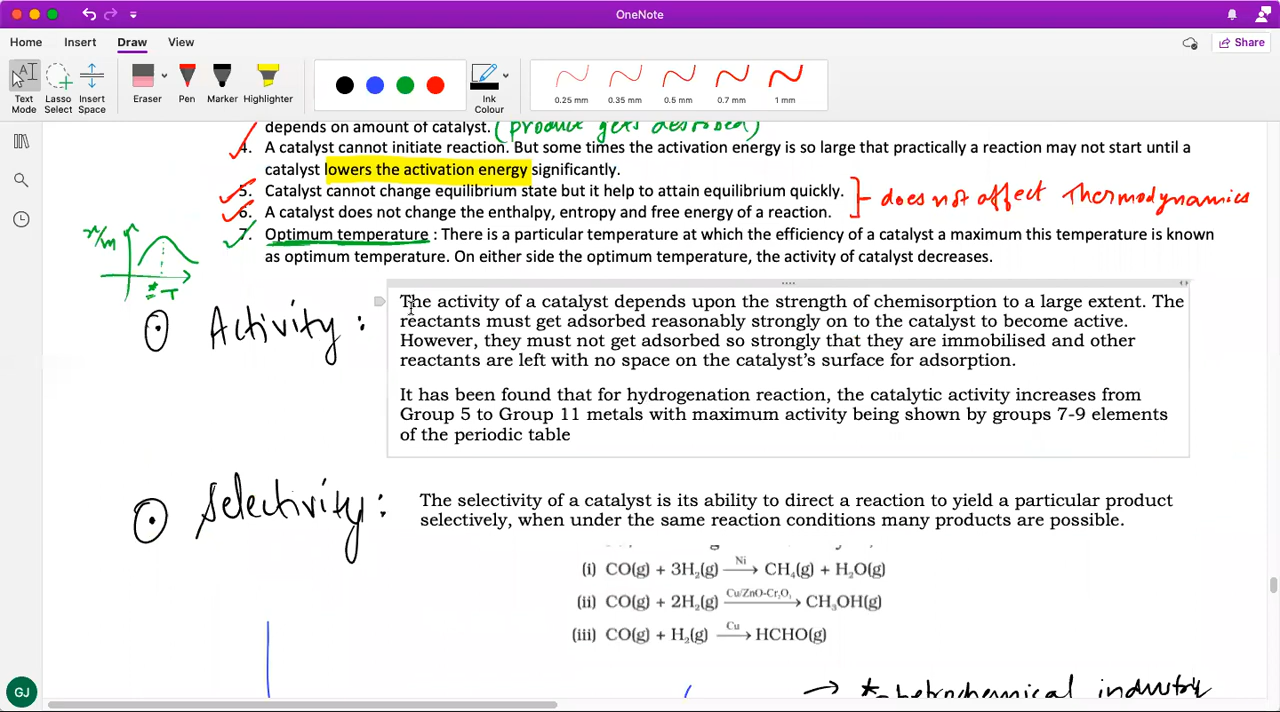 OneNote
Home Insert Draw View
Share
Text Mode
Lasso Select
Insert Space
Eraser
Pen
Marker
Highlighter
Ink Colour
0.25 mm 0.35 mm 0.5 mm 0.7 mm 1 mm
depends on amount of catalyst. (product gets desorbed)
4. A catalyst cannot initiate reaction. But some times the activation energy is so large that practically a reaction may not start until a
catalyst lowers the activation energy significantly.
5. Catalyst cannot change equilibrium state but it help to attain equilibrium quickly.
6. A catalyst does not change the enthalpy, entropy and free energy of a reaction.
does not affect Thermodynamics
7. Optimum temperature : There is a particular temperature at which the efficiency of a catalyst a maximum this temperature is known
as optimum temperature. On either side the optimum temperature, the activity of catalyst decreases.
x/m
T
Activity :
The activity of a catalyst depends upon the strength of chemisorption to a large extent. The
reactants must get adsorbed reasonably strongly on to the catalyst to become active.
However, they must not get adsorbed so strongly that they are immobilised and other
reactants are left with no space on the catalyst's surface for adsorption.
It has been found that for hydrogenation reaction, the catalytic activity increases from
Group 5 to Group 11 metals with maximum activity being shown by groups 7-9 elements
of the periodic table
Selectivity :
The selectivity of a catalyst is its ability to direct a reaction to yield a particular product
selectively, when under the same reaction conditions many products are possible.
(i) CO(g) + 3H₂(g) Ni → CH₄(g) + H₂O(g)
(ii) CO(g) + 2H₂(g) Cu/ZnO-Cr₂O₃ → CH₃OH(g)
(iii) CO(g) + H₂(g) Cu → HCHO(g)
→ * Petrochemical industry
GJ